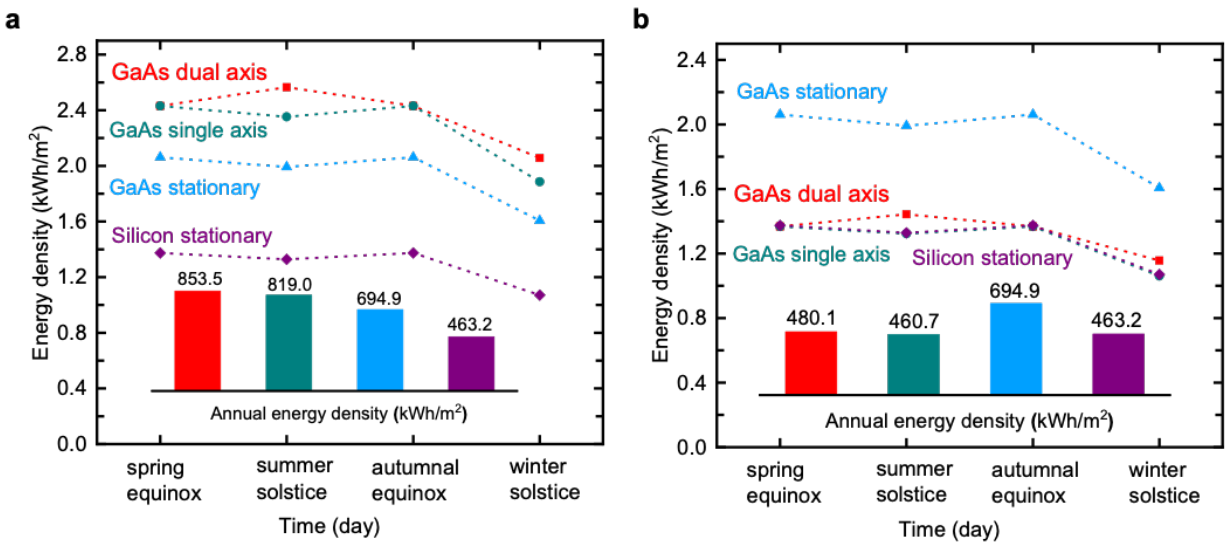 a
2.8
2.4
2.0
1.6
1.2
0.8
0.4
0.0
Energy density (kWh/m²)
GaAs dual axis
GaAs single axis
GaAs stationary
Silicon stationary
853.5
819.0
694.9
463.2
Annual energy density (kWh/m²)
spring
equinox
summer
solstice
autumnal
equinox
winter
solstice
Time (day)
b
2.4
2.0
1.6
1.2
0.8
0.4
0.0
Energy density (kWh/m²)
GaAs stationary
GaAs dual axis
GaAs single axis
Silicon stationary
480.1
460.7
694.9
463.2
Annual energy density (kWh/m²)
spring
equinox
summer
solstice
autumnal
equinox
winter
solstice
Time (day)